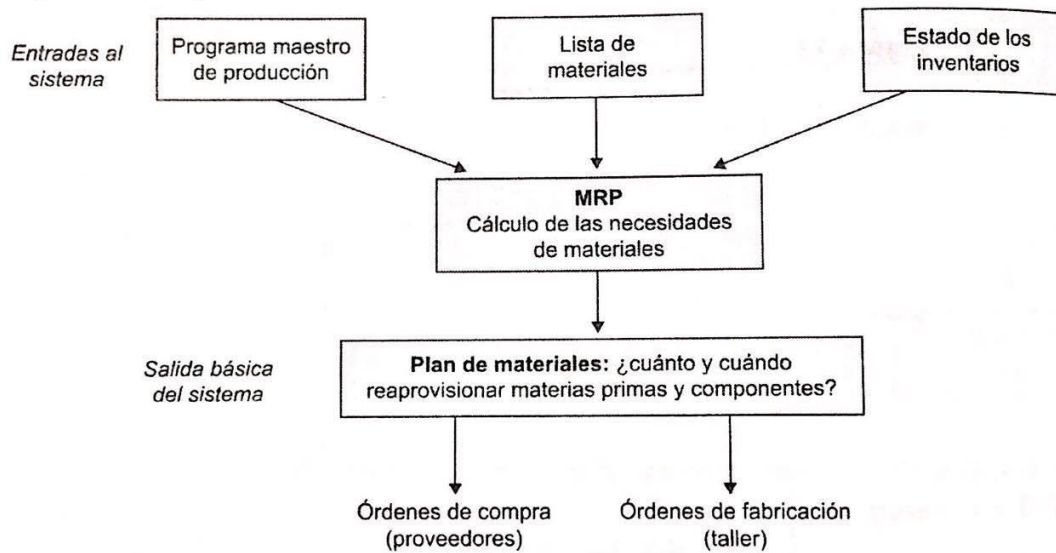 Entradas al
sistema
Programa maestro
de producción
Lista de
materiales
Estado de los
inventarios
MRP
Cálculo de las necesidades
de materiales
Salida básica
del sistema
Plan de materiales: ¿cuánto y cuándo
reaprovisionar materias primas y componentes?
Órdenes de compra
(proveedores)
Órdenes de fabricación
(taller)